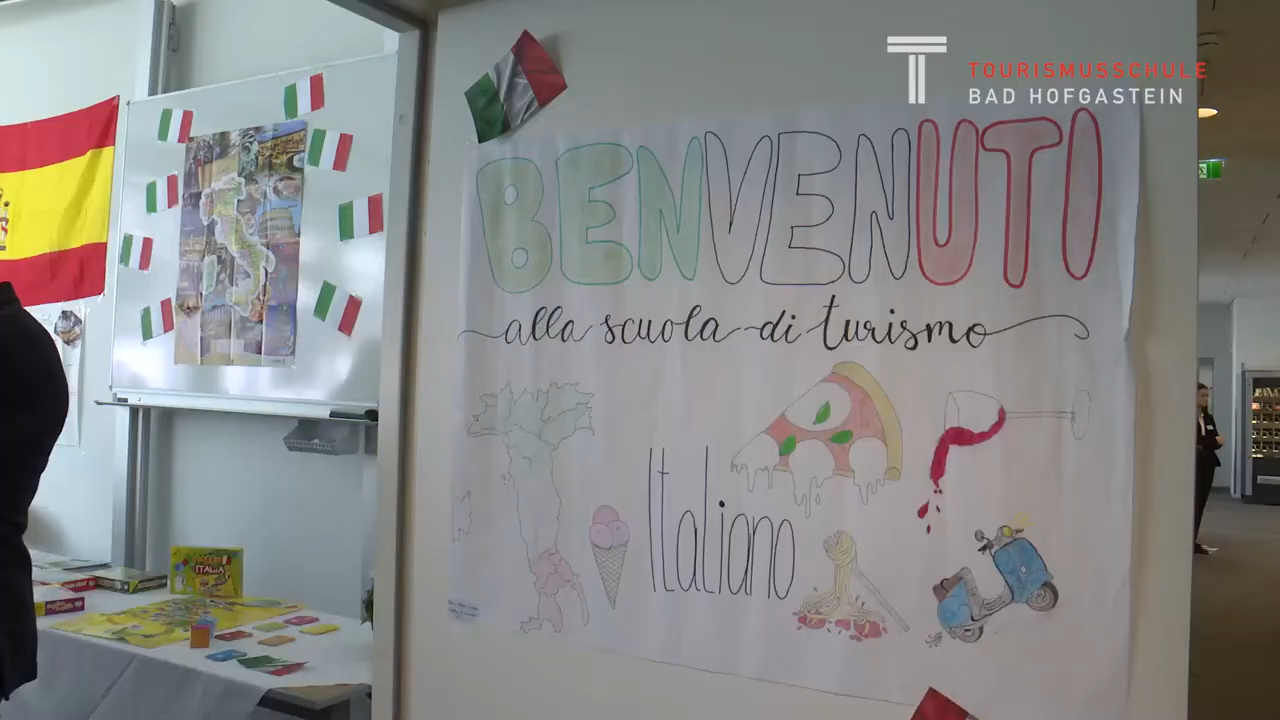 TOURISMUSSCHULE
BAD HOFGASTEIN
BENVENUTI
alla scuola di turismo
Italiano
ITALIA